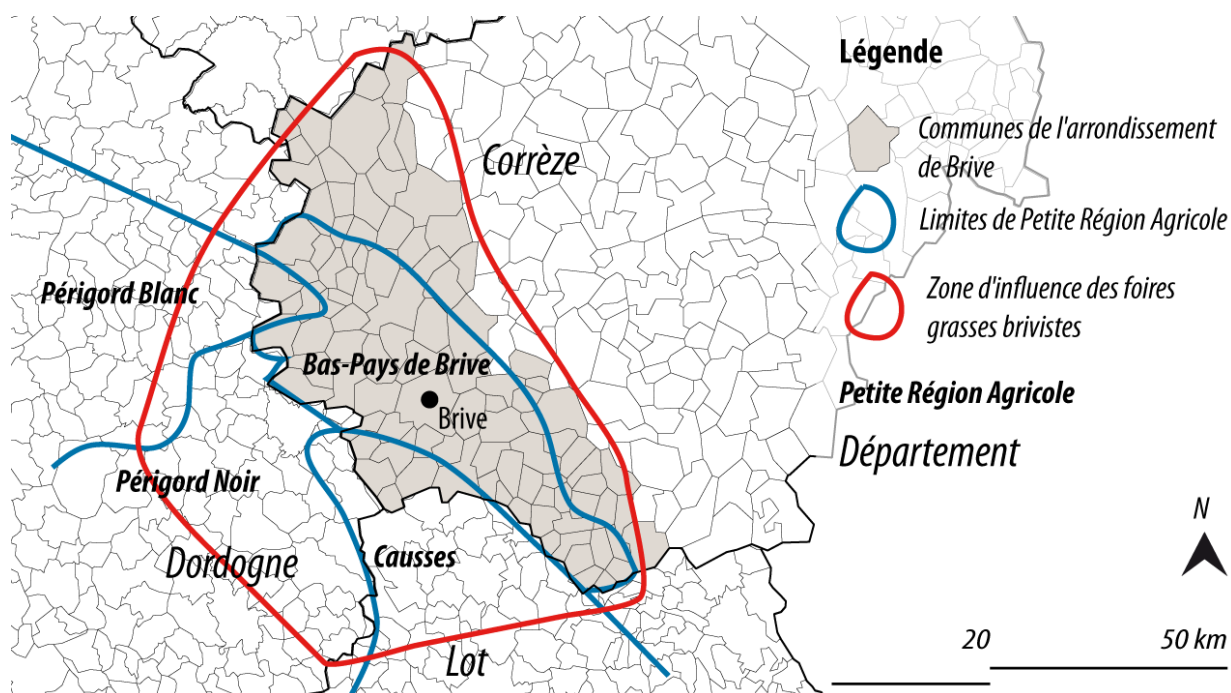 Légende
Communes de l'arrondissement
de Brive
Limites de Petite Région Agricole
Zone d'influence des foires
grasses brivistes
Petite Région Agricole
Département
Corrèze
Périgord Blanc
Bas-Pays de Brive
Brive
Périgord Noir
Dordogne
Causses
Lot
N
20
50 km